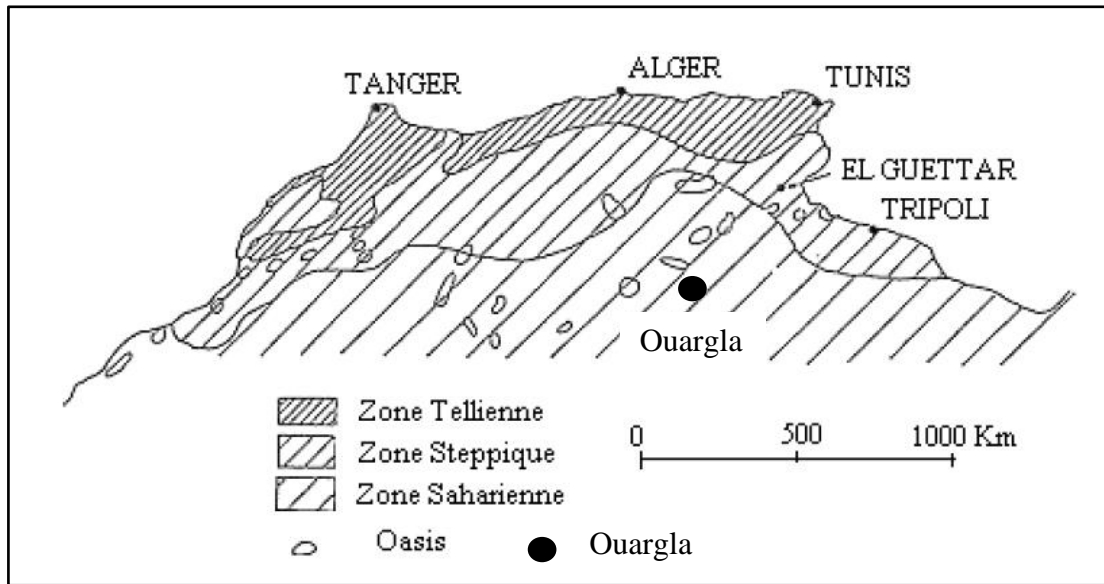 TANGER
ALGER
TUNIS
EL GUETTAR
TRIPOLI
Ouargla
Zone Tellienne
Zone Steppique
Zone Saharienne
Oasis
Ouargla
0 500 1000 Km